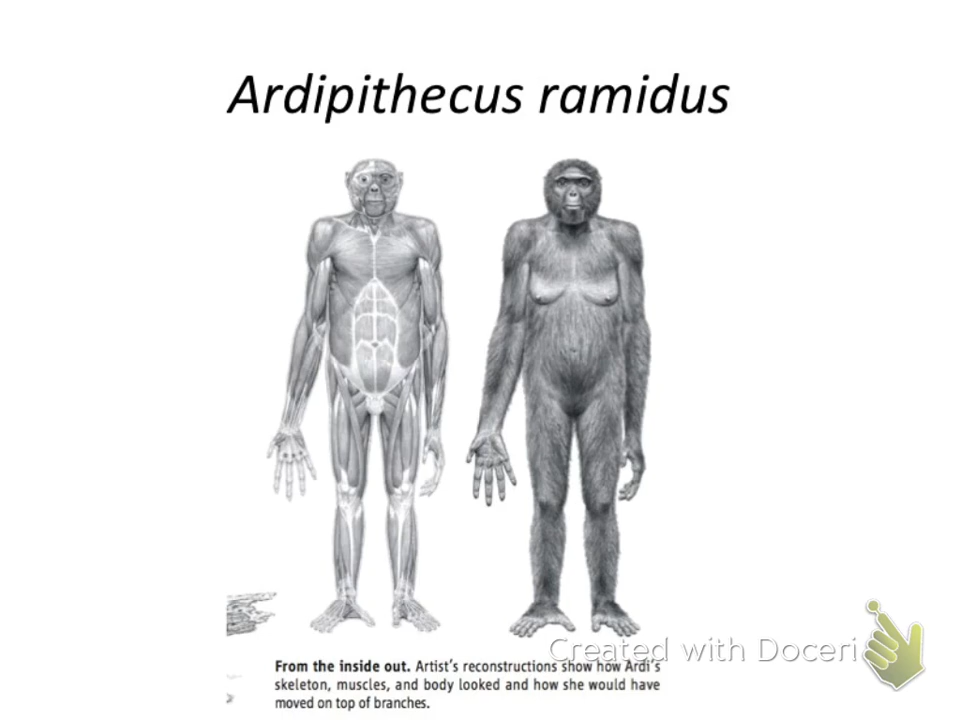 Ardipithecus ramidus
Created with Doceri
From the inside out. Artist's reconstructions show how Ardi's
skeleton, muscles, and body looked and how she would have
moved on top of branches.